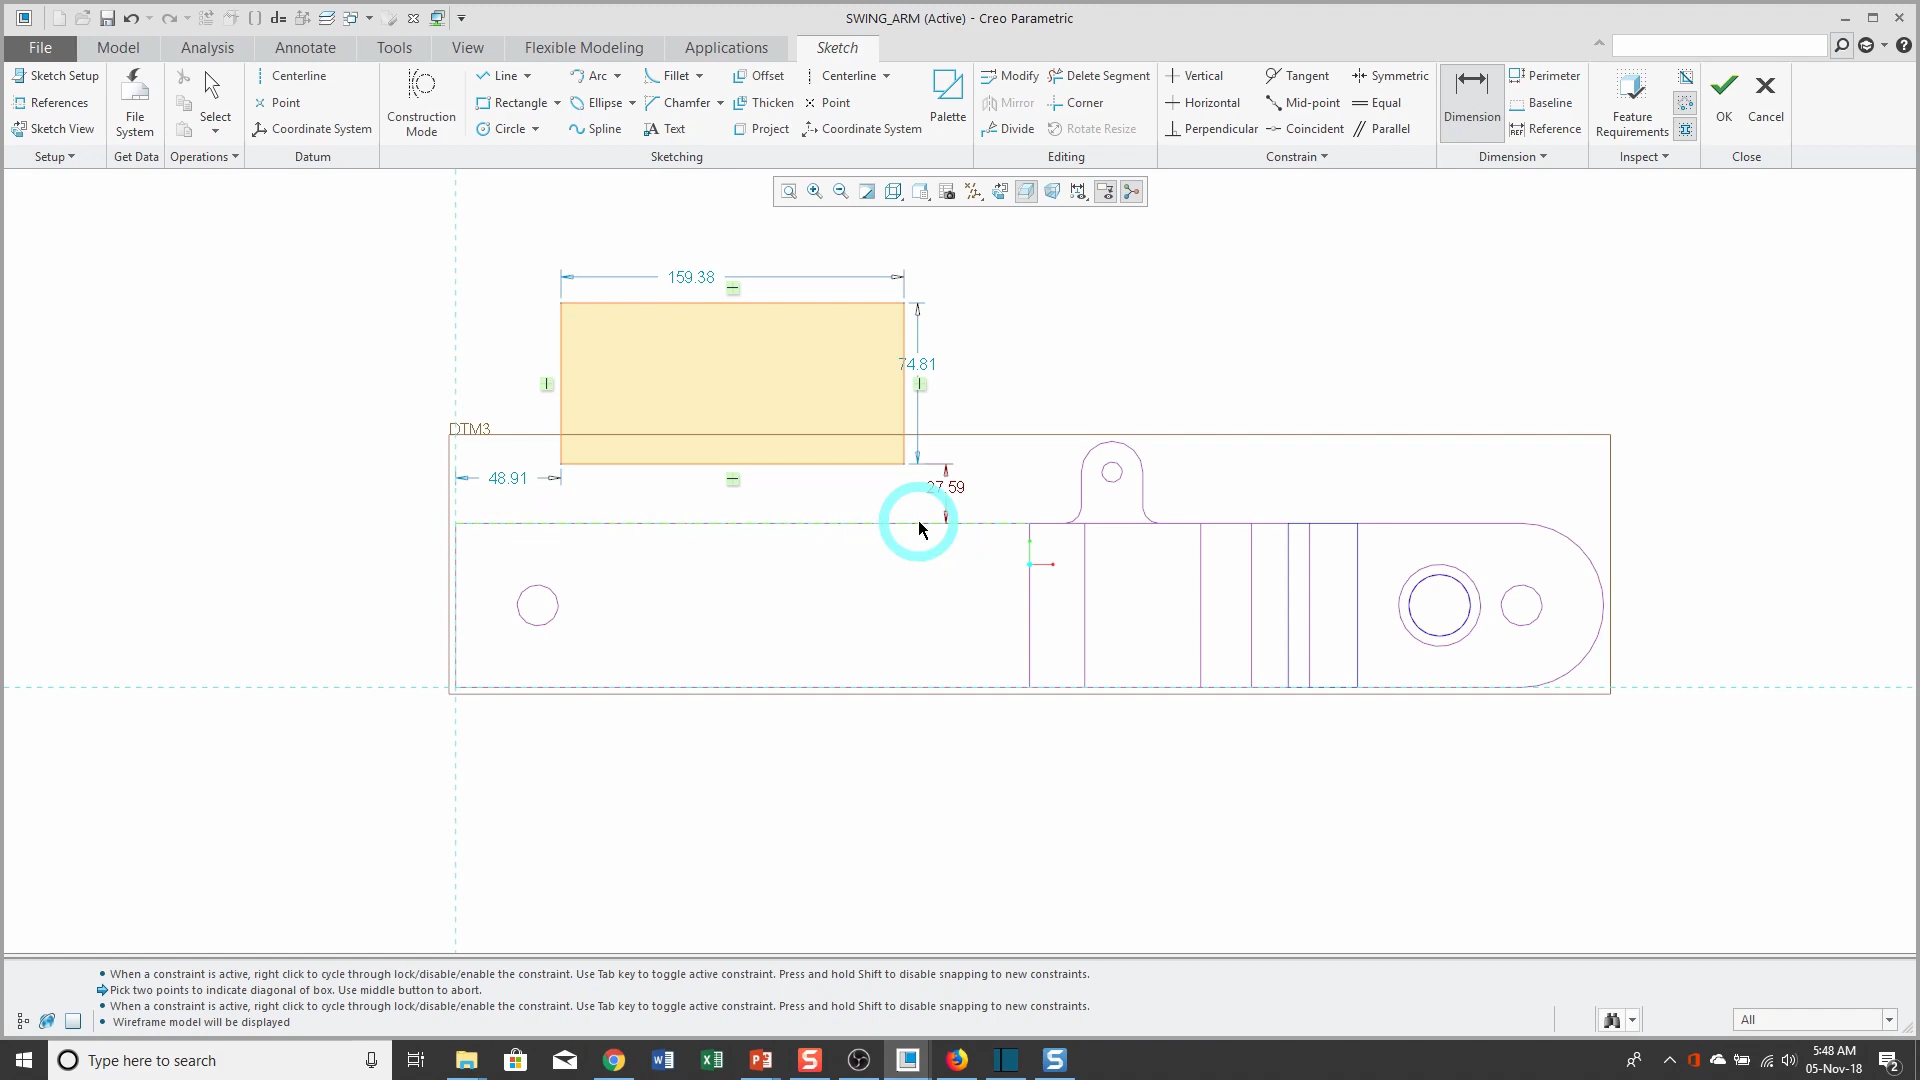 SWING_ARM (Active) - Creo Parametric
File Model Analysis Annotate Tools View Flexible Modeling Applications Sketch
Sketch Setup
References
Sketch View
Setup
File System
Get Data
Select
Operations
Centerline
Point
Coordinate System
Datum
Construction Mode
Line Arc Fillet Offset Centerline
Rectangle Ellipse Chamfer Thicken Point
Circle Spline Text Project Coordinate System
Palette
Sketching
Modify Delete Segment
Mirror Corner
Divide Rotate Resize
Editing
Vertical Tangent Symmetric
Horizontal Mid-point Equal
Perpendicular Coincident Parallel
Constrain
Dimension
Perimeter
Baseline
Reference
Dimension
Feature Requirements
Inspect
OK Cancel
Close
159.38
74.81
DTM3
48.91
27.59
When a constraint is active, right click to cycle through lock/disable/enable the constraint. Use Tab key to toggle active constraint. Press and hold Shift to disable snapping to new constraints.
Pick two points to indicate diagonal of box. Use middle button to abort.
When a constraint is active, right click to cycle through lock/disable/enable the constraint. Use Tab key to toggle active constraint. Press and hold Shift to disable snapping to new constraints.
Wireframe model will be displayed
All
Type here to search
5:48 AM
05-Nov-18
2